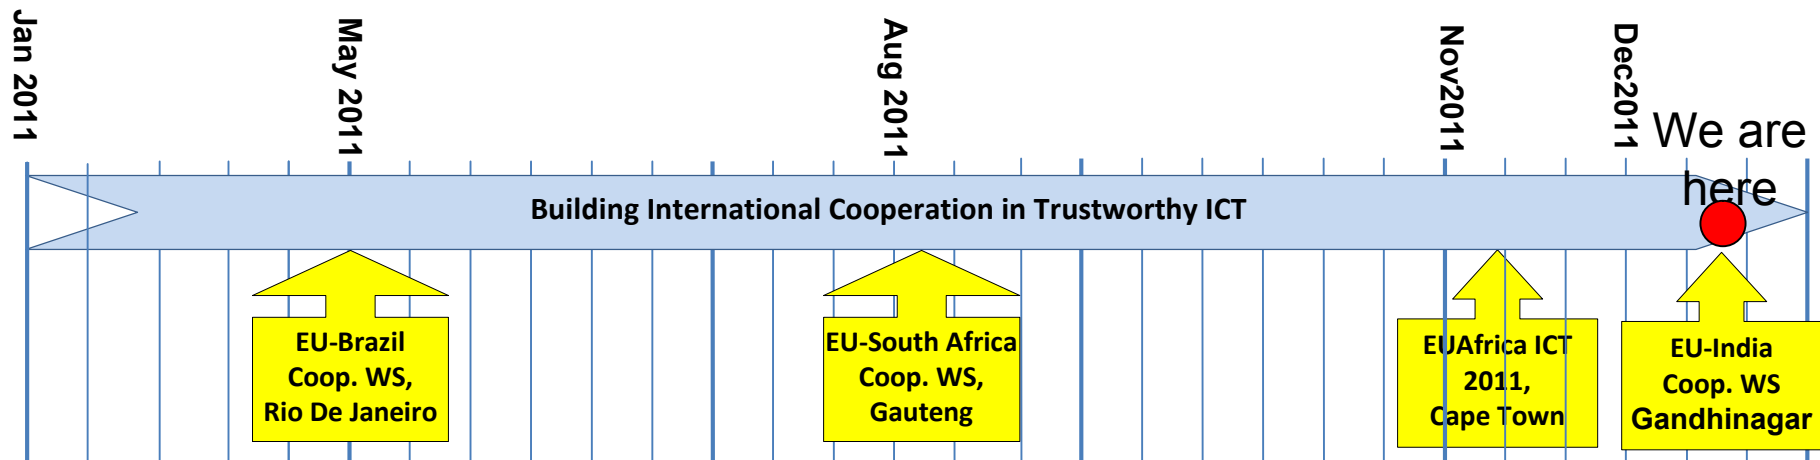 Jan 2011
May 2011
Aug 2011
Nov2011
Dec2011
We are
here
Building International Cooperation in Trustworthy ICT
EU-Brazil
Coop. WS,
Rio De Janeiro
EU-South Africa
Coop. WS,
Gauteng
EUAfrica ICT
2011,
Cape Town
EU-India
Coop. WS
Gandhinagar